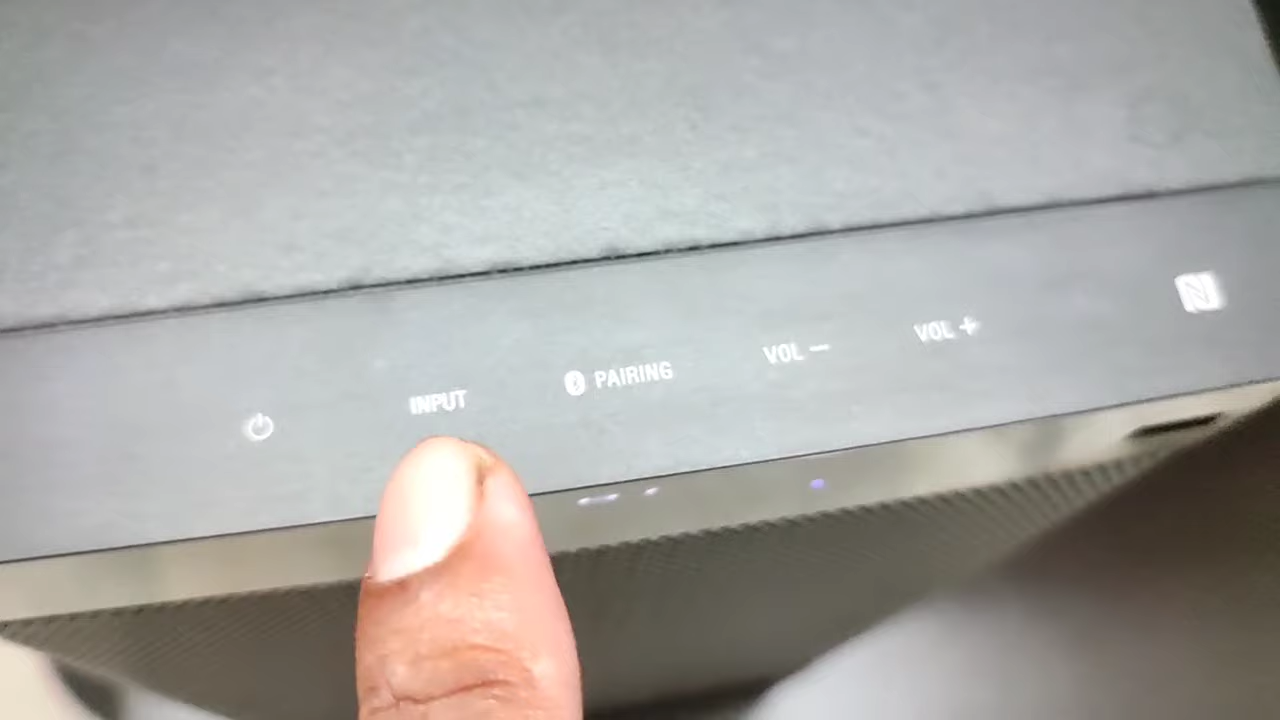 INPUT
PAIRING
VOL −
VOL +